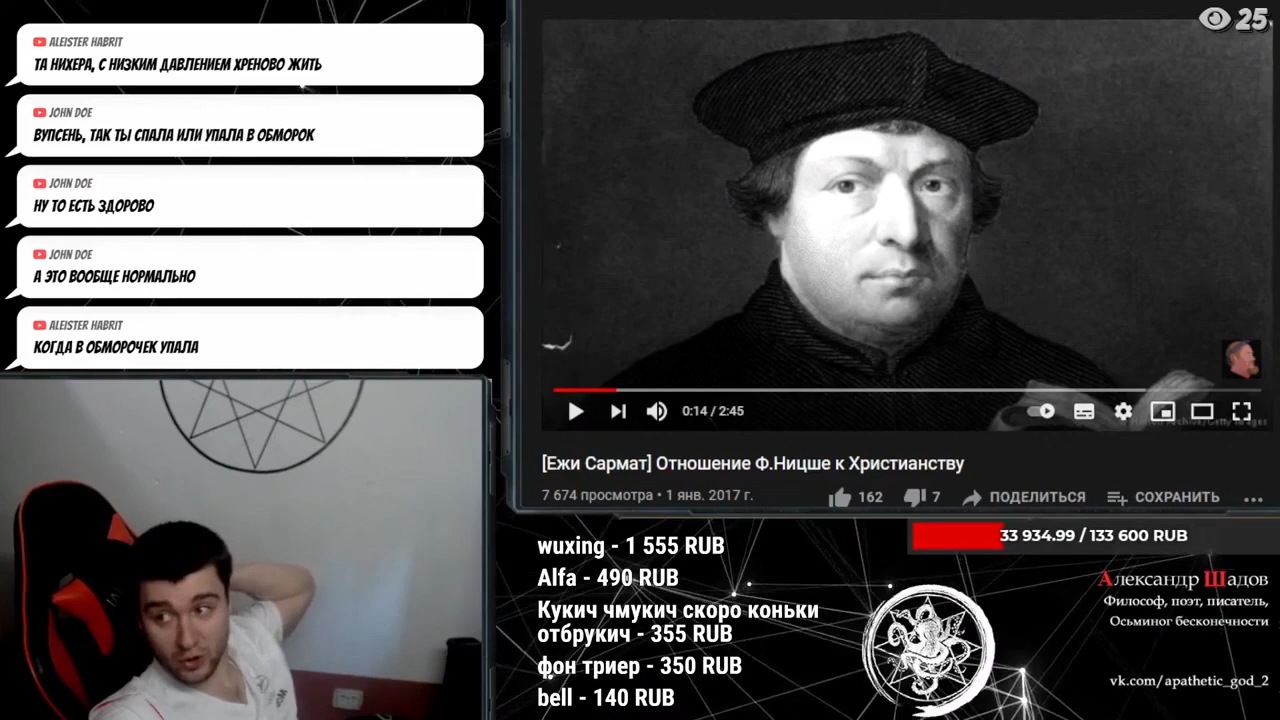 ALEISTER HABRIT
ТА НИХЕРА, С НИЗКИМ ДАВЛЕНИЕМ ХРЕНОВО ЖИТЬ
JOHN DOE
ВУПСЕНЬ, ТАК ТЫ СПАЛА ИЛИ УПАЛА В ОБМОРОК
JOHN DOE
НУ ТО ЕСТЬ ЗДОРОВО
JOHN DOE
А ЭТО ВООБЩЕ НОРМАЛЬНО
ALEISTER HABRIT
КОГДА В ОБМОРОЧЕК УПАЛА
25
0:14 / 2:45
[Ежи Сармат] Отношение Ф.Ницше к Христианству
7 674 просмотра • 1 янв. 2017 г.
162
7
ПОДЕЛИТЬСЯ
СОХРАНИТЬ
wuxing - 1 555 RUB
Alfa - 490 RUB
Кукич чмукич скоро коньки
отбрукич - 355 RUB
фон триер - 350 RUB
bell - 140 RUB
33 934.99 / 133 600 RUB
Александр Шадов
Философ, поэт, писатель,
Осьминог бесконечности
vk.com/apathetic_god_2